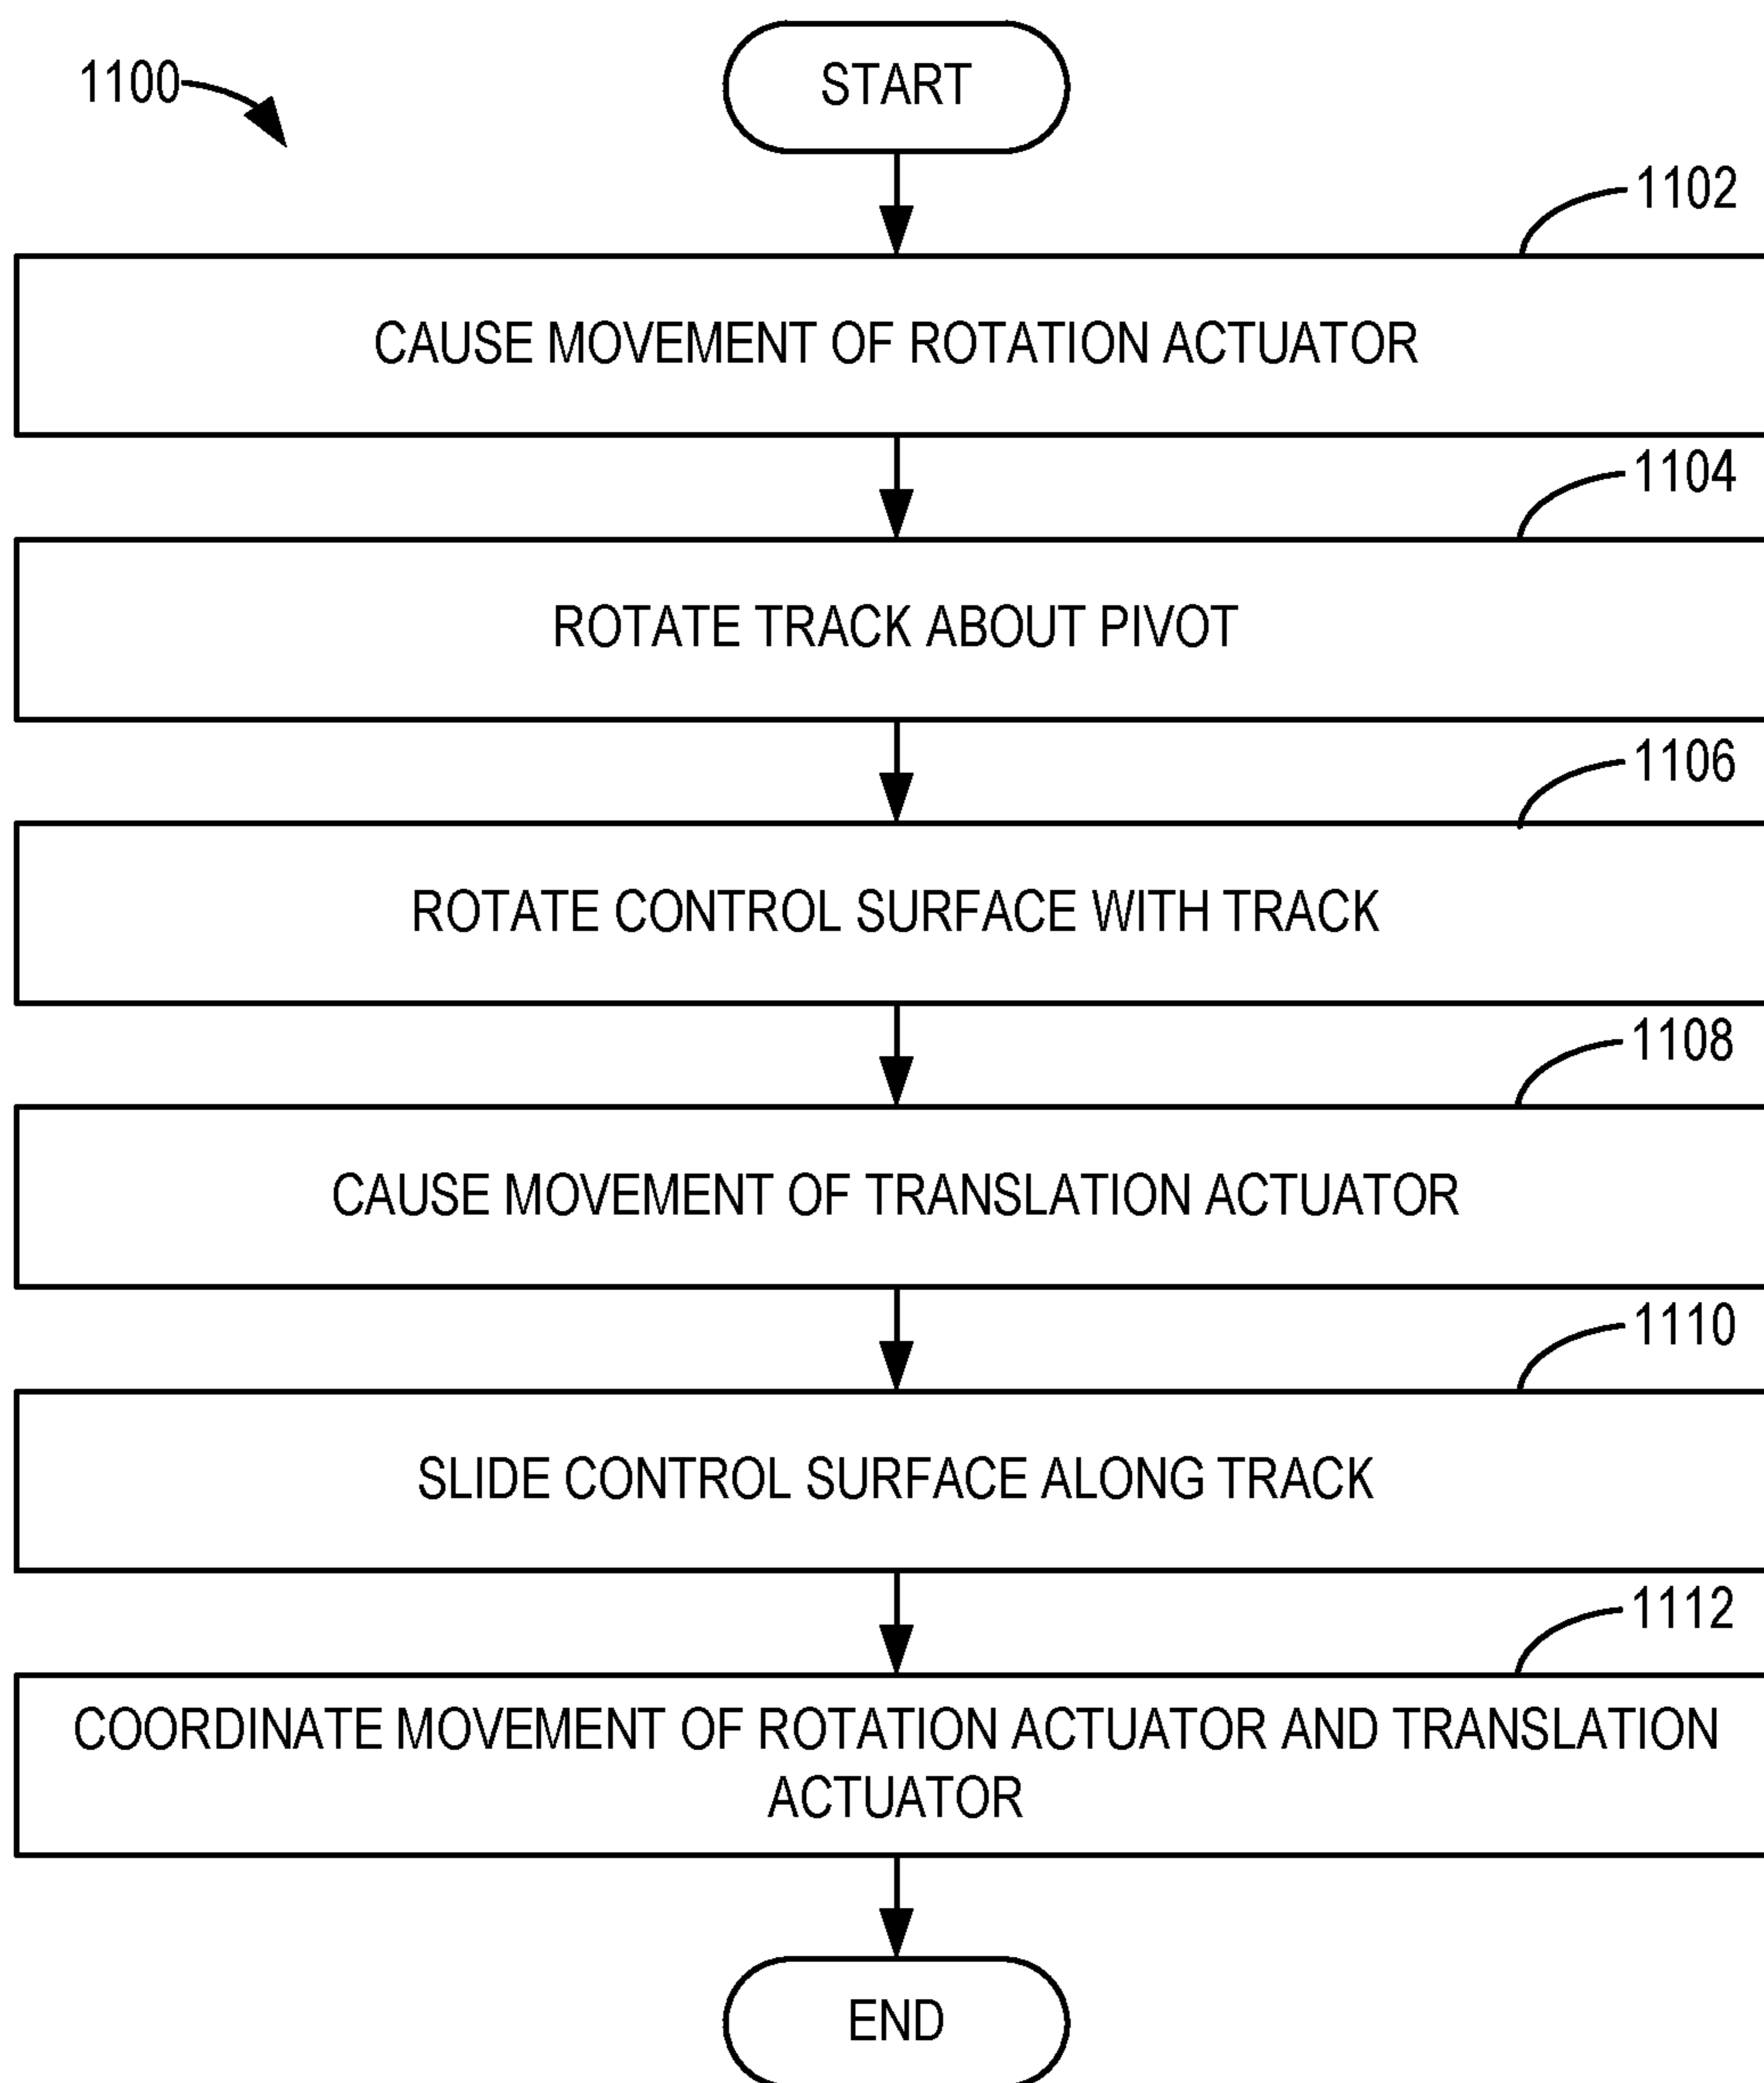 1100
START
1102
CAUSE MOVEMENT OF ROTATION ACTUATOR
1104
ROTATE TRACK ABOUT PIVOT
1106
ROTATE CONTROL SURFACE WITH TRACK
1108
CAUSE MOVEMENT OF TRANSLATION ACTUATOR
1110
SLIDE CONTROL SURFACE ALONG TRACK
1112
COORDINATE MOVEMENT OF ROTATION ACTUATOR AND TRANSLATION
ACTUATOR
END